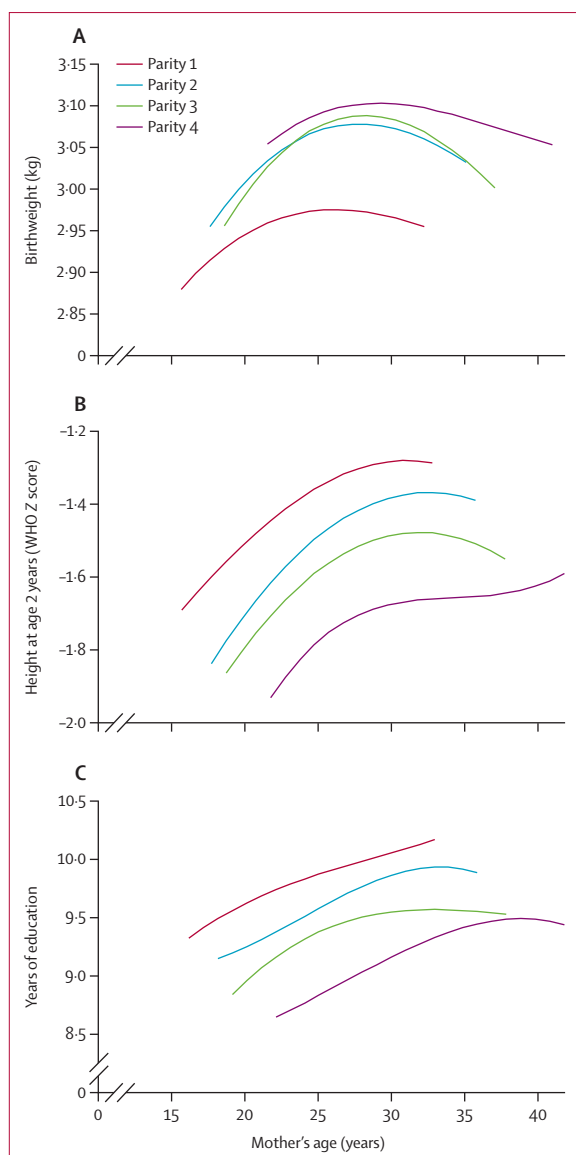 A
3·15
3·10
3·05
3·00
2·95
2·90
2·85
0
Birthweight (kg)
Parity 1
Parity 2
Parity 3
Parity 4
B
–1·2
–1·4
–1·6
–1·8
–2·0
Height at age 2 years (WHO Z score)
C
10·5
10·0
9·5
9·0
8·5
0
Years of education
0 15 20 25 30 35 40
Mother's age (years)